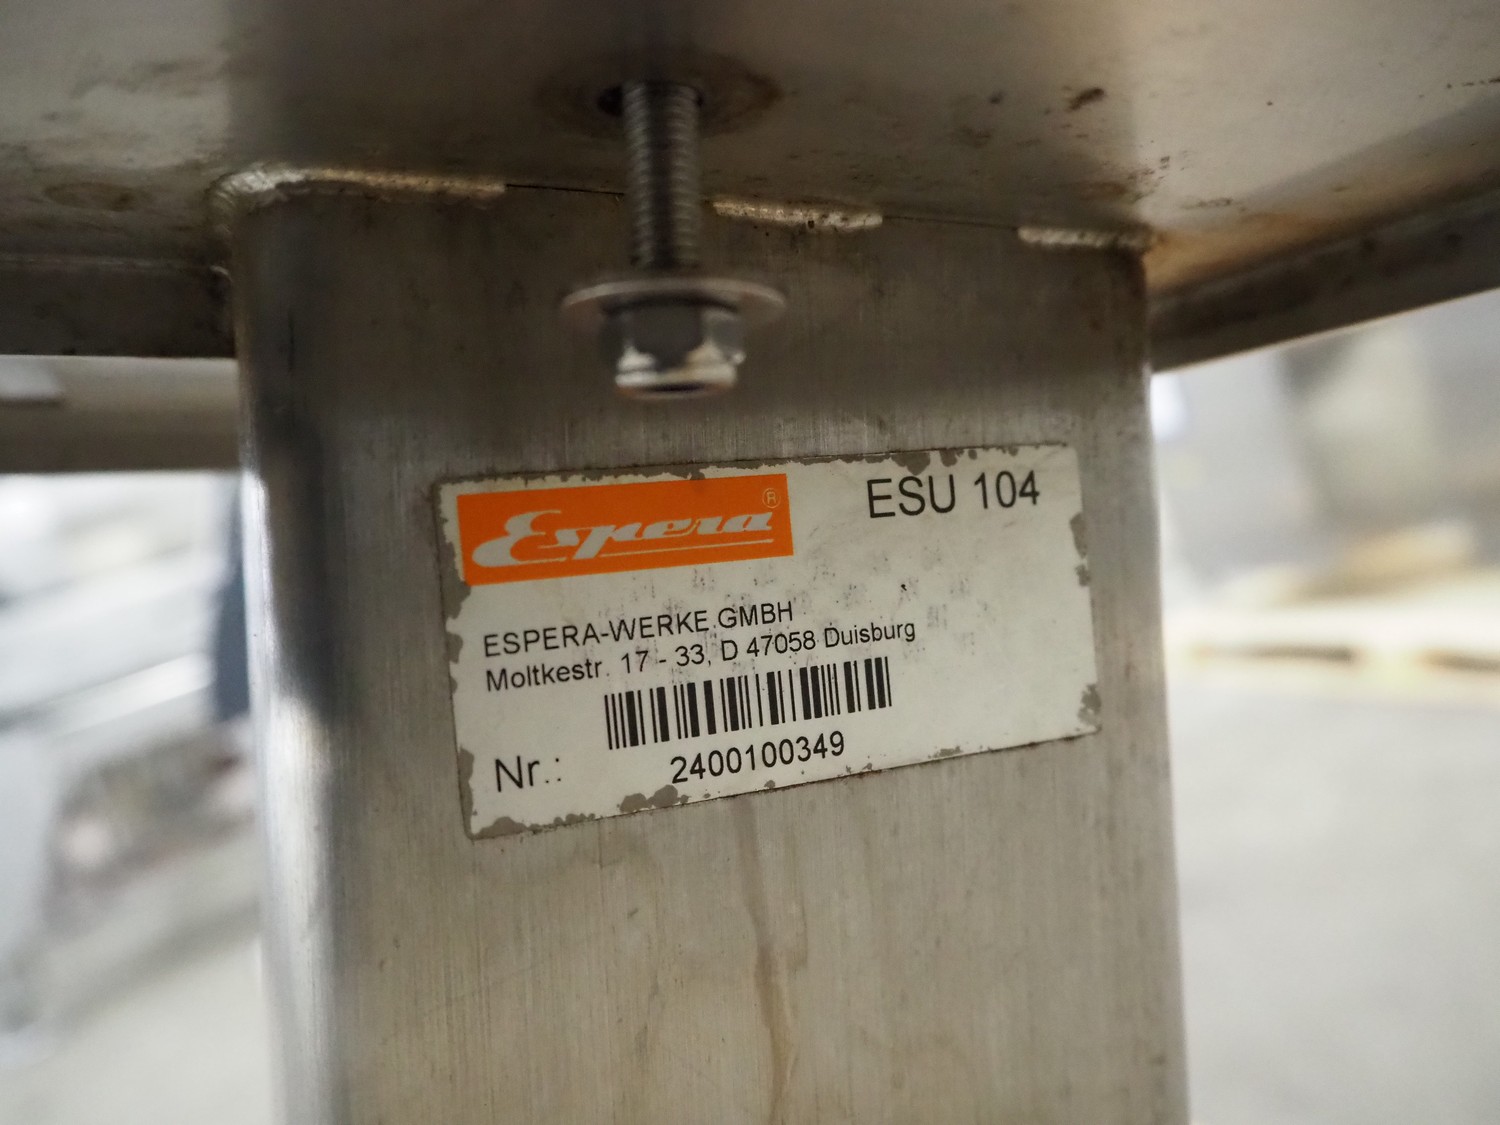 Espera®
ESU 104
ESPERA-WERKE GMBH
Moltkestr. 17 - 33, D 47058 Duisburg
Nr.: 2400100349